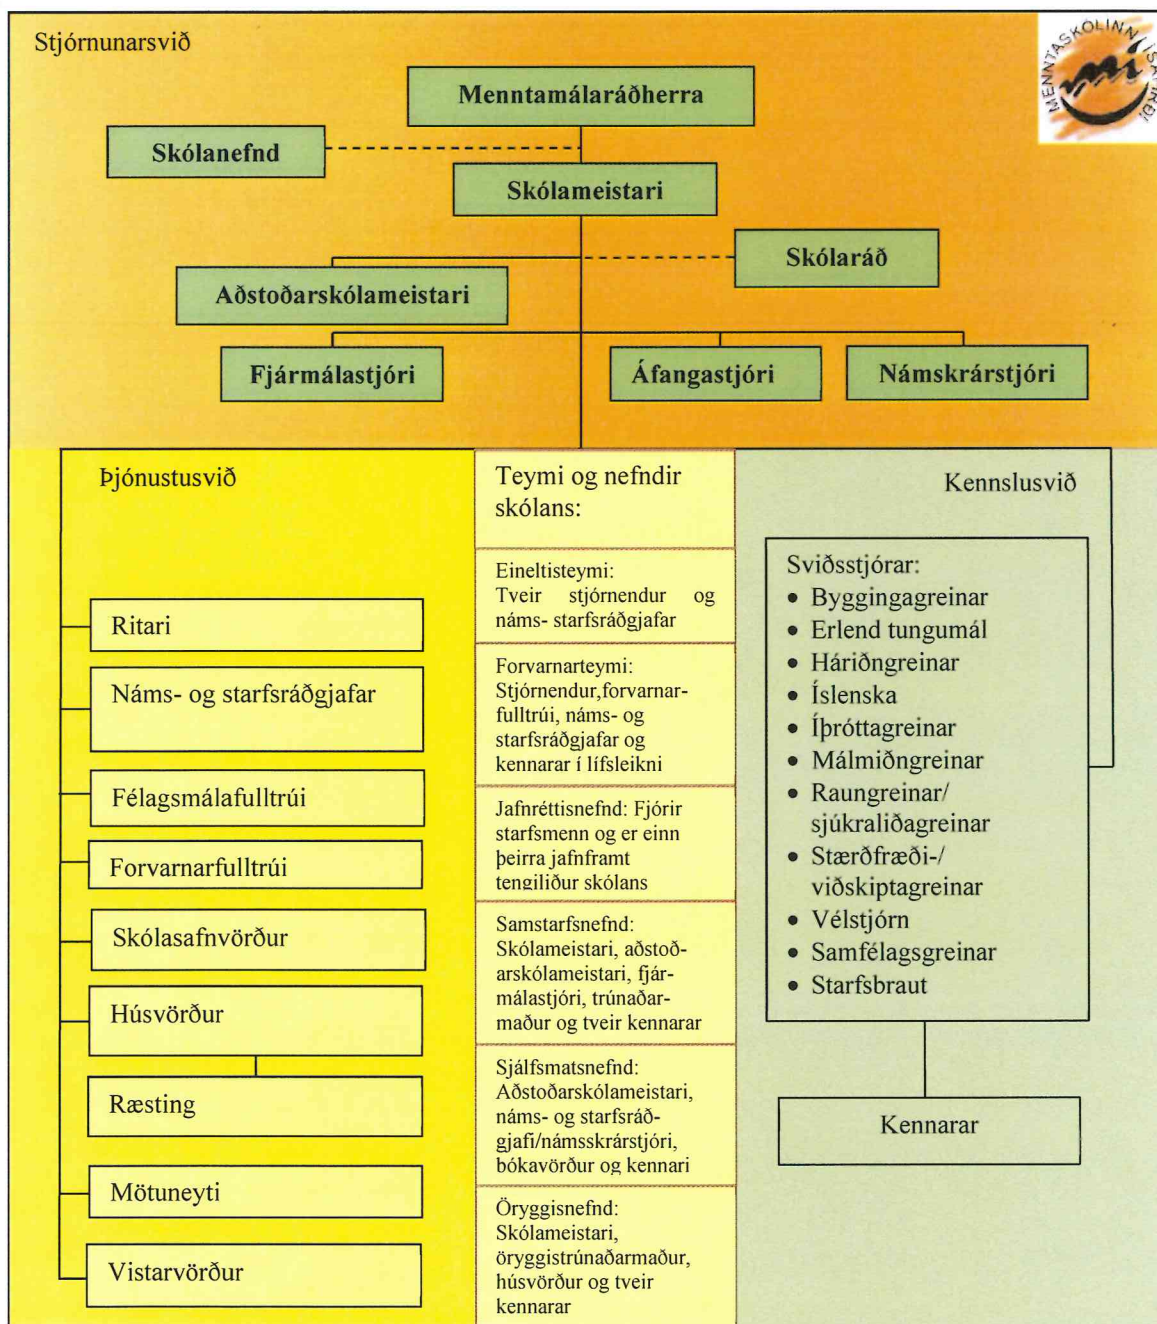 Stjórnunarsvið
MENNTASKÓLINN Í SAFIRÐI
mí
Menntamálaráðherra
Skólanefnd
Skólameistari
Skólaráð
Aðstoðarskólameistari
Fjármálastjóri
Áfangastjóri
Námskrárstjóri
Þjónustusvið
Ritari
Náms- og starfsráðgjafar
Félagsmálafulltrúi
Forvarnarfulltrúi
Skólasafnvörður
Húsvörður
Ræsting
Mötuneyti
Vistarvörður
Teymi og nefndir
skólans:
Eineltisteymi:
Tveir stjórnendur og
náms- starfsráðgjafar
Forvarnarteymi:
Stjórnendur,forvarnar-
fulltrúi, náms- og
starfsráðgjafar og
kennarar í lífsleikni
Jafnréttisnefnd: Fjórir
starfsmenn og er einn
þeirra jafnframt
tengiliður skólans
Samstarfsnefnd:
Skólameistari, aðstoð-
arskólameistari, fjár-
málastjóri, trúnaðar-
maður og tveir kennarar
Sjálfsmatsnefnd:
Aðstoðarskólameistari,
náms- og starfsráð-
gjafi/námsskrárstjóri,
bókavörður og kennari
Öryggisnefnd:
Skólameistari,
öryggistrúnaðarmaður,
húsvörður og tveir
kennarar
Kennslusvið
Sviðsstjórar:
• Byggingagreinar
• Erlend tungumál
• Háriðngreinar
• Íslenska
• Íþróttagreinar
• Málmiðngreinar
• Raungreinar/
sjúkraliðagreinar
• Stærðfræði-/
viðskiptagreinar
• Vélstjórn
• Samfélagsgreinar
• Starfsbraut
Kennarar